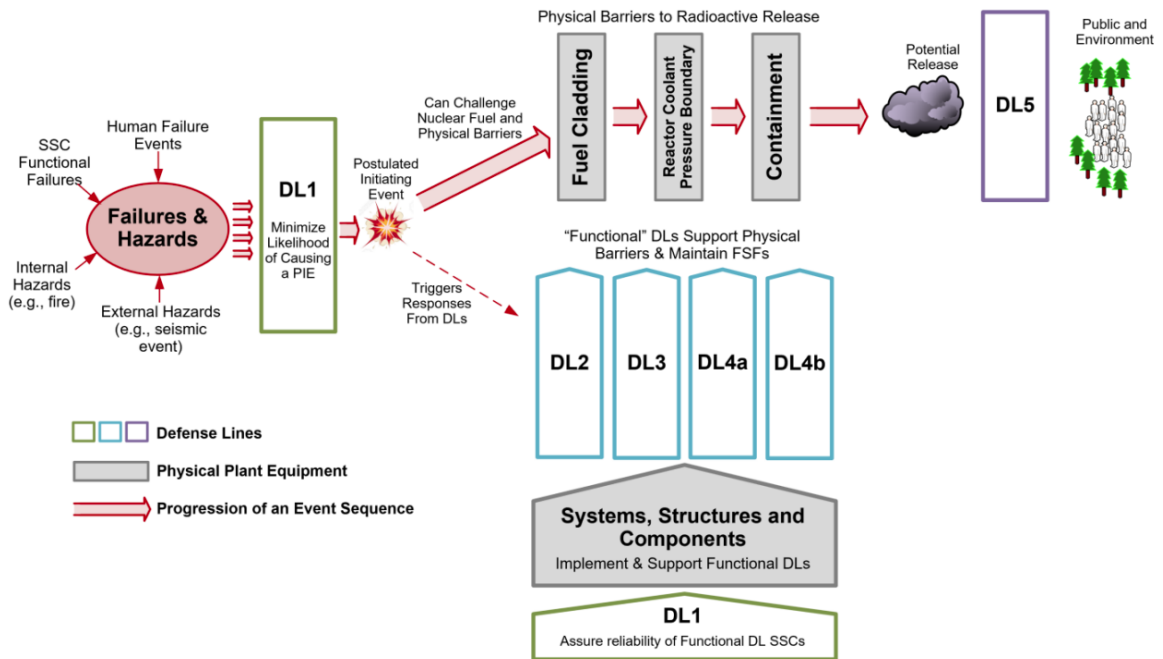 Physical Barriers to Radioactive Release
Fuel Cladding
Reactor Coolant
Pressure Boundary
Containment
Potential
Release
DL5
Public and
Environment
Can Challenge
Nuclear Fuel and
Physical Barriers
Human Failure
Events
SSC
Functional
Failures
Failures &
Hazards
Internal
Hazards
(e.g., fire)
External Hazards
(e.g., seismic
event)
DL1
Minimize
Likelihood
of Causing
a PIE
Postulated
Initiating
Event
Triggers
Responses
From DLs
“Functional” DLs Support Physical
Barriers & Maintain FSFs
DL2
DL3
DL4a
DL4b
Defense Lines
Physical Plant Equipment
Progression of an Event Sequence
Systems, Structures and
Components
Implement & Support Functional DLs
DL1
Assure reliability of Functional DL SSCs